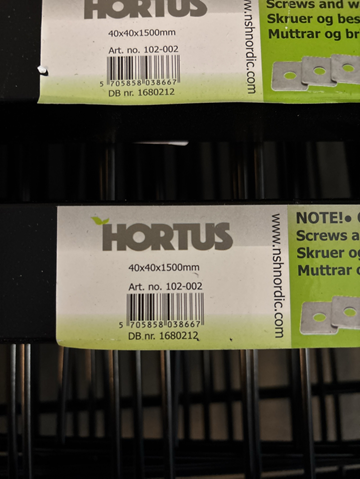 HORTUS
40x40x1500mm
Art. no. 102-002
5 705858 038667
DB nr. 1680212
www.nshnordic.com
Screws and w
Skruer og bes
Muttrar og br
HORTUS
40x40x1500mm
Art. no. 102-002
5 705858 038667
DB nr. 1680212
www.nshnordic.com
NOTE!•
Screws a
Skruer og
Muttrar o